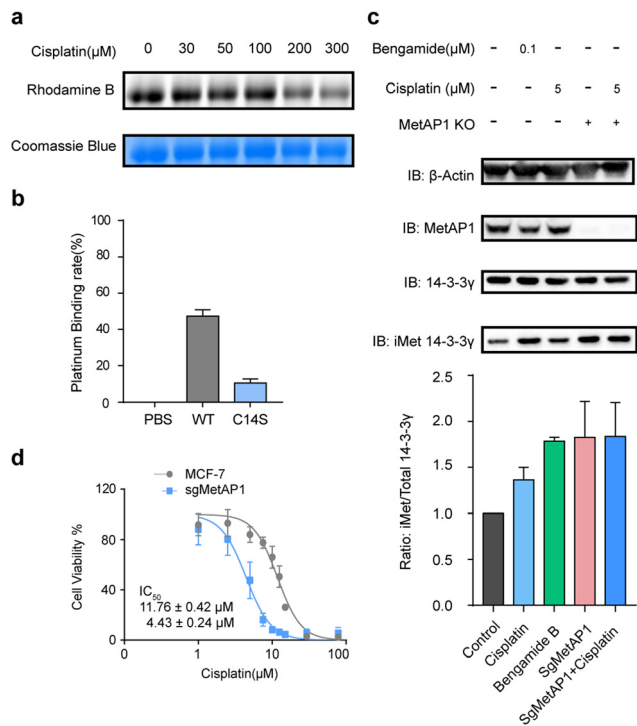 a
Cisplatin(μM) 0 30 50 100 200 300
Rhodamine B
Coomassie Blue
b
Platinum Binding rate(%)
100
80
60
40
20
0
PBS WT C14S
c
Bengamide(μM) - 0.1 - - -
Cisplatin (μM) - - 5 - 5
MetAP1 KO - - - + +
IB: β-Actin
IB: MetAP1
IB: 14-3-3γ
IB: iMet 14-3-3γ
Ratio: iMet/Total 14-3-3γ
2.5
2.0
1.5
1.0
0.5
0.0
Control
Cisplatin
Bengamide B
SgMetAP1
SgMetAP1+Cisplatin
d
MCF-7
sgMetAP1
Cell Viability %
120
80
40
0
IC50
11.76 ± 0.42 μM
4.43 ± 0.24 μM
0 1 10 100
Cisplatin(μM)